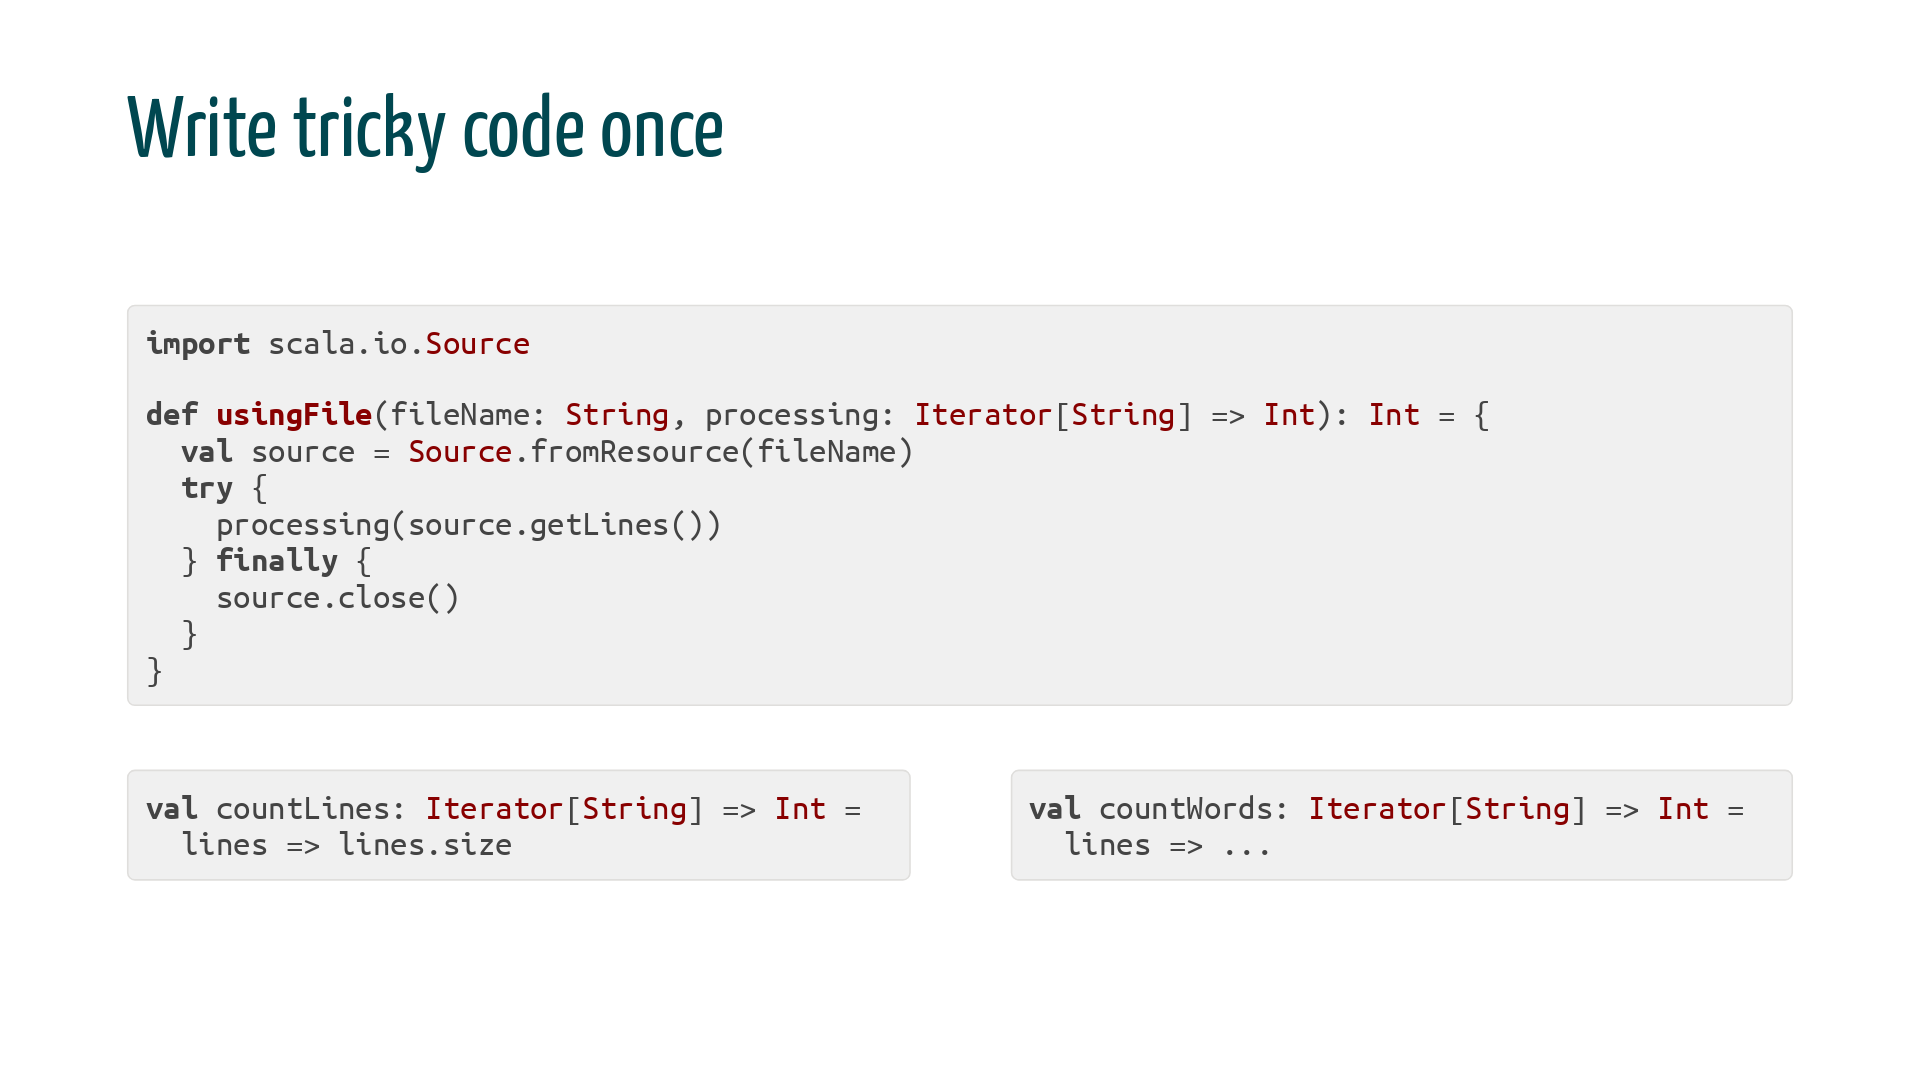 Write tricky code once
import scala.io.Source
def usingFile(fileName: String, processing: Iterator[String] => Int): Int = {
  val source = Source.fromResource(fileName)
  try {
    processing(source.getLines())
  } finally {
    source.close()
  }
}
val countLines: Iterator[String] => Int =
  lines => lines.size
val countWords: Iterator[String] => Int =
  lines => ...